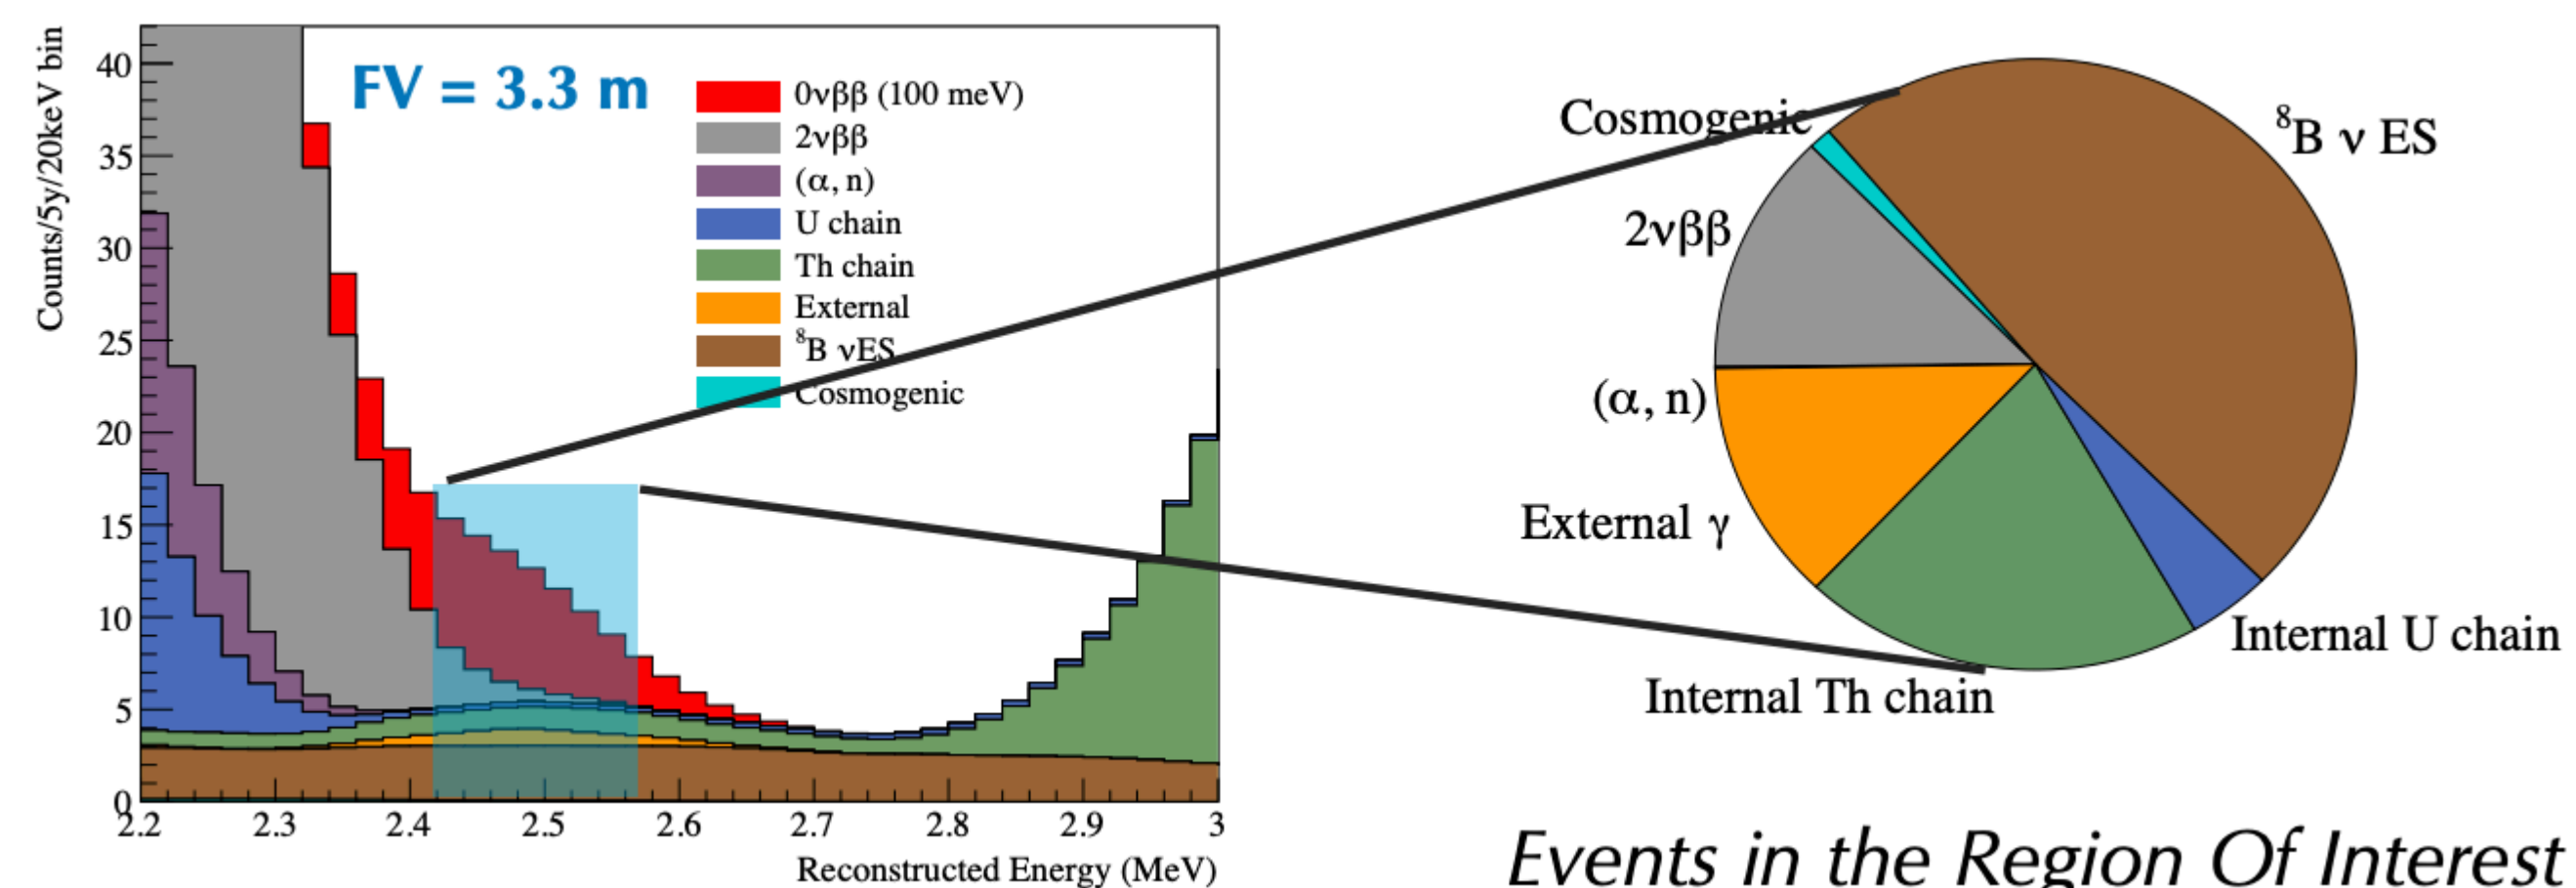 Counts/5y/20keV bin
40
35
30
25
20
15
10
5
0
FV = 3.3 m
0νββ (100 meV)
2νββ
(α, n)
U chain
Th chain
External
⁸B νES
Cosmogenic
2.2 2.3 2.4 2.5 2.6 2.7 2.8 2.9 3
Reconstructed Energy (MeV)
Cosmogenic
⁸B ν ES
2νββ
(α, n)
External γ
Internal U chain
Internal Th chain
Events in the Region Of Interest